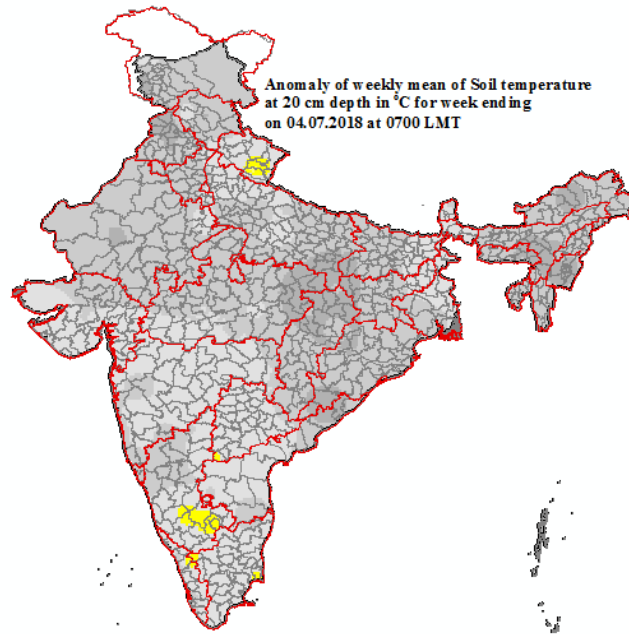 Anomaly of weekly mean of Soil temperature
at 20 cm depth in °C for week ending
on 04.07.2018 at 0700 LMT